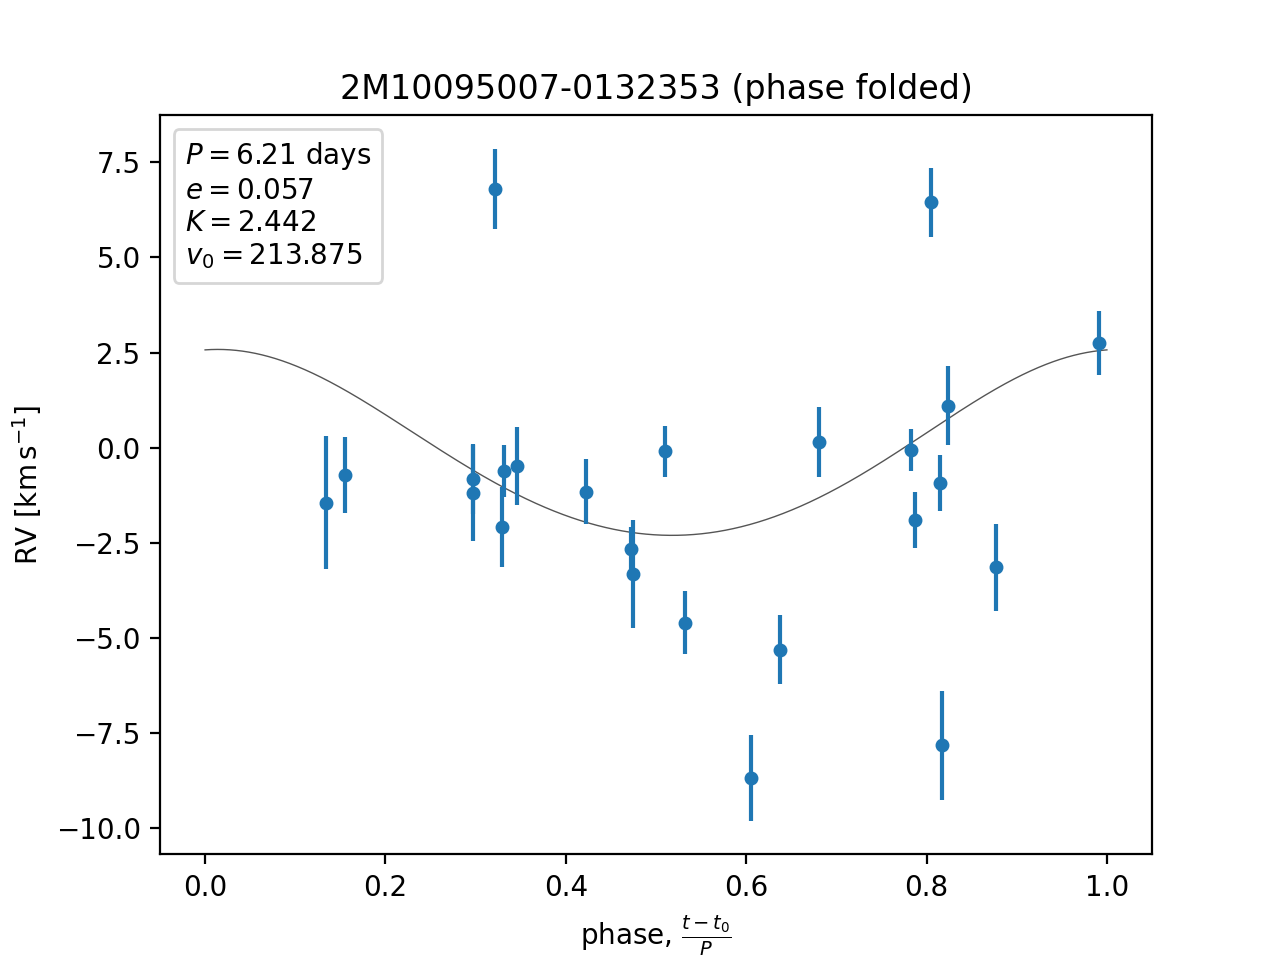 2M10095007-0132353 (phase folded)
P = 6.21 days
e = 0.057
K = 2.442
v₀ = 213.875
7.5
5.0
2.5
0.0
−2.5
−5.0
−7.5
−10.0
RV [km s⁻¹]
0.0 0.2 0.4 0.6 0.8 1.0
phase, (t − t₀)/P